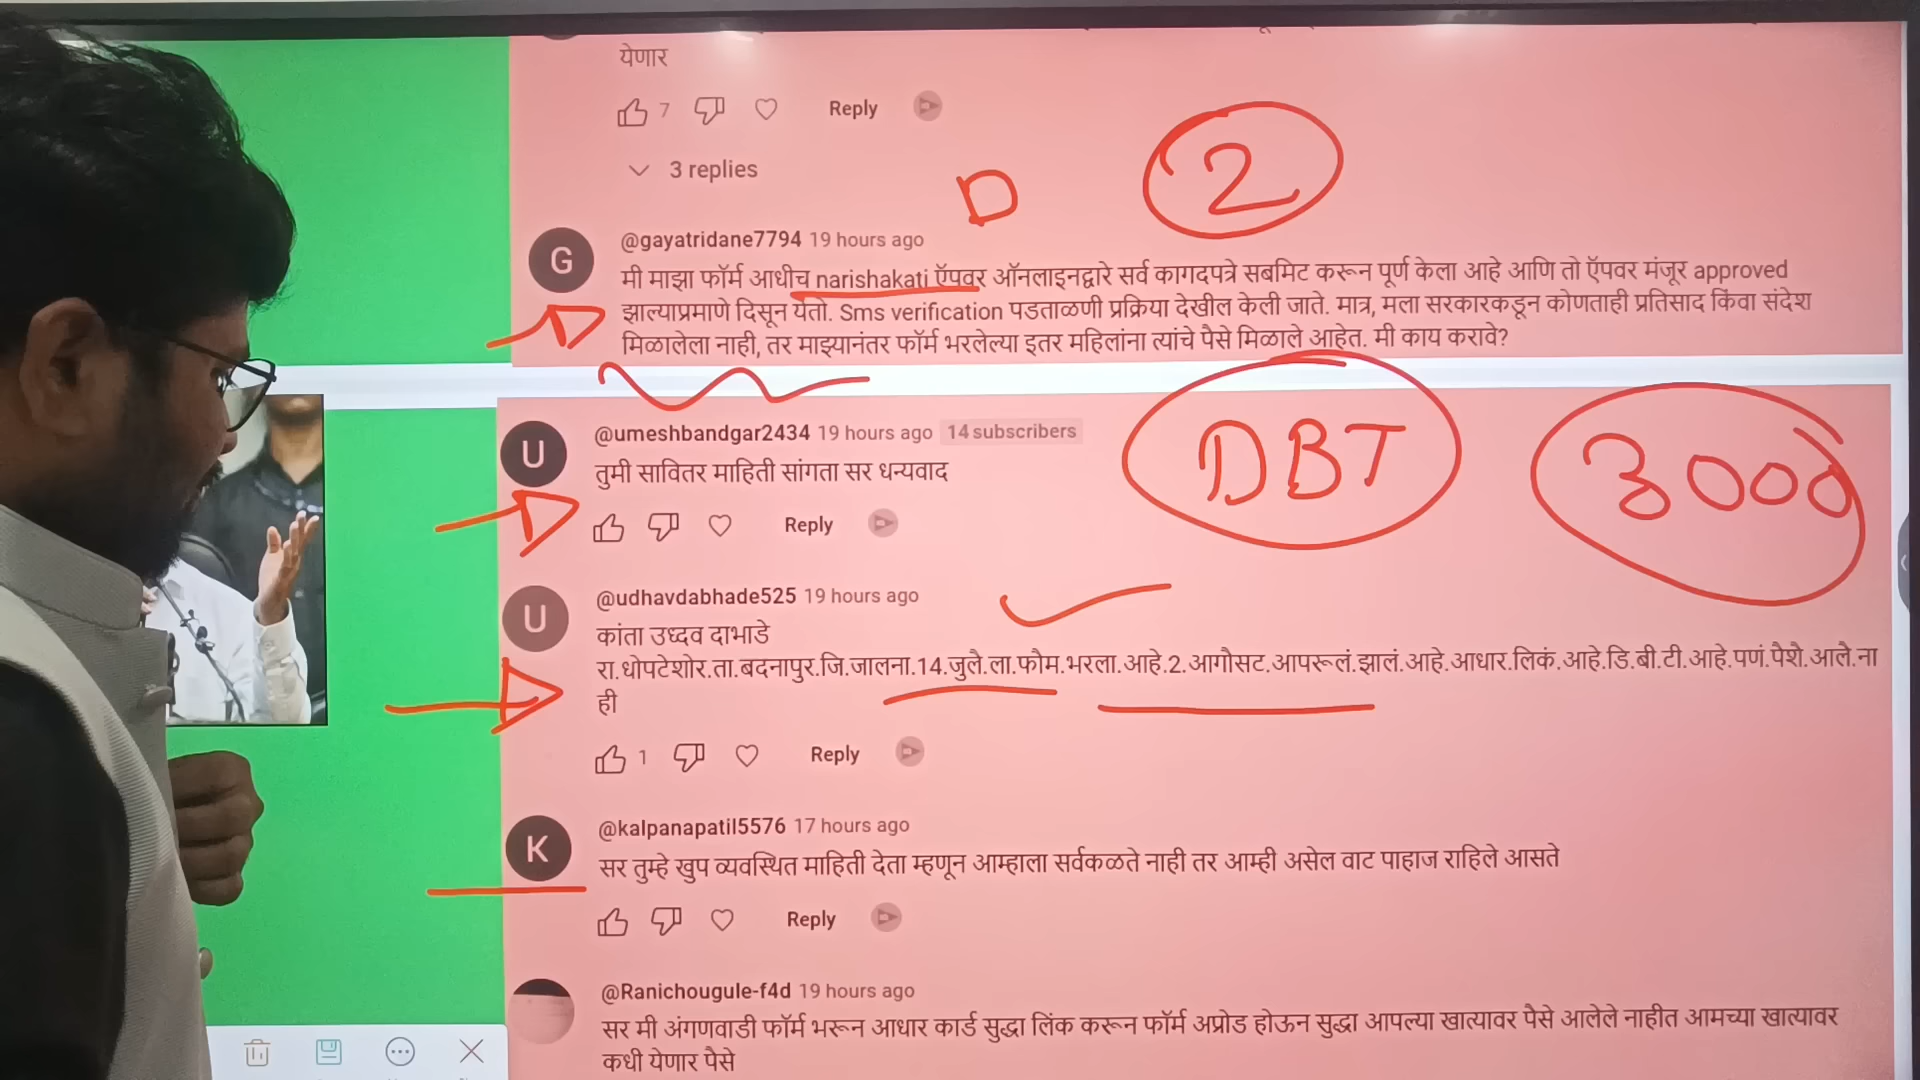 येणार
7 Reply
3 replies
D
2
G
@gayatridane7794 19 hours ago
मी माझा फॉर्म आधीच narishakati ऍपवर ऑनलाइनद्वारे सर्व कागदपत्रे सबमिट करून पूर्ण केला आहे आणि तो ऍपवर मंजूर approved
झाल्याप्रमाणे दिसून येतो. Sms verification पडताळणी प्रक्रिया देखील केली जाते. मात्र, मला सरकारकडून कोणताही प्रतिसाद किंवा संदेश
मिळालेला नाही, तर माझ्यानंतर फॉर्म भरलेल्या इतर महिलांना त्यांचे पैसे मिळाले आहेत. मी काय करावे?
U
@umeshbandgar2434 19 hours ago 14 subscribers
तुमी सावितर माहिती सांगता सर धन्यवाद
DBT
3000
Reply
U
@udhavdabhade525 19 hours ago
कांता उध्दव दाभाडे
रा.धोपटेशोर.ता.बदनापुर.जि.जालना.14.जुलै.ला.फौम.भरला.आहे.2.आगौसट.आपरूलं.झालं.आहे.आधार.लिकं.आहे.डि.बी.टी.आहे.पणं.पैशै.आलै.ना
ही
1 Reply
K
@kalpanapatil5576 17 hours ago
सर तुम्हे खुप व्यवस्थित माहिती देता म्हणून आम्हाला सर्वकळते नाही तर आम्ही असेल वाट पाहाज राहिले आसते
Reply
@Ranichougule-f4d 19 hours ago
सर मी अंगणवाडी फॉर्म भरून आधार कार्ड सुद्धा लिंक करून फॉर्म अप्रोड होऊन सुद्धा आपल्या खात्यावर पैसे आलेले नाहीत आमच्या खात्यावर
कधी येणार पैसे